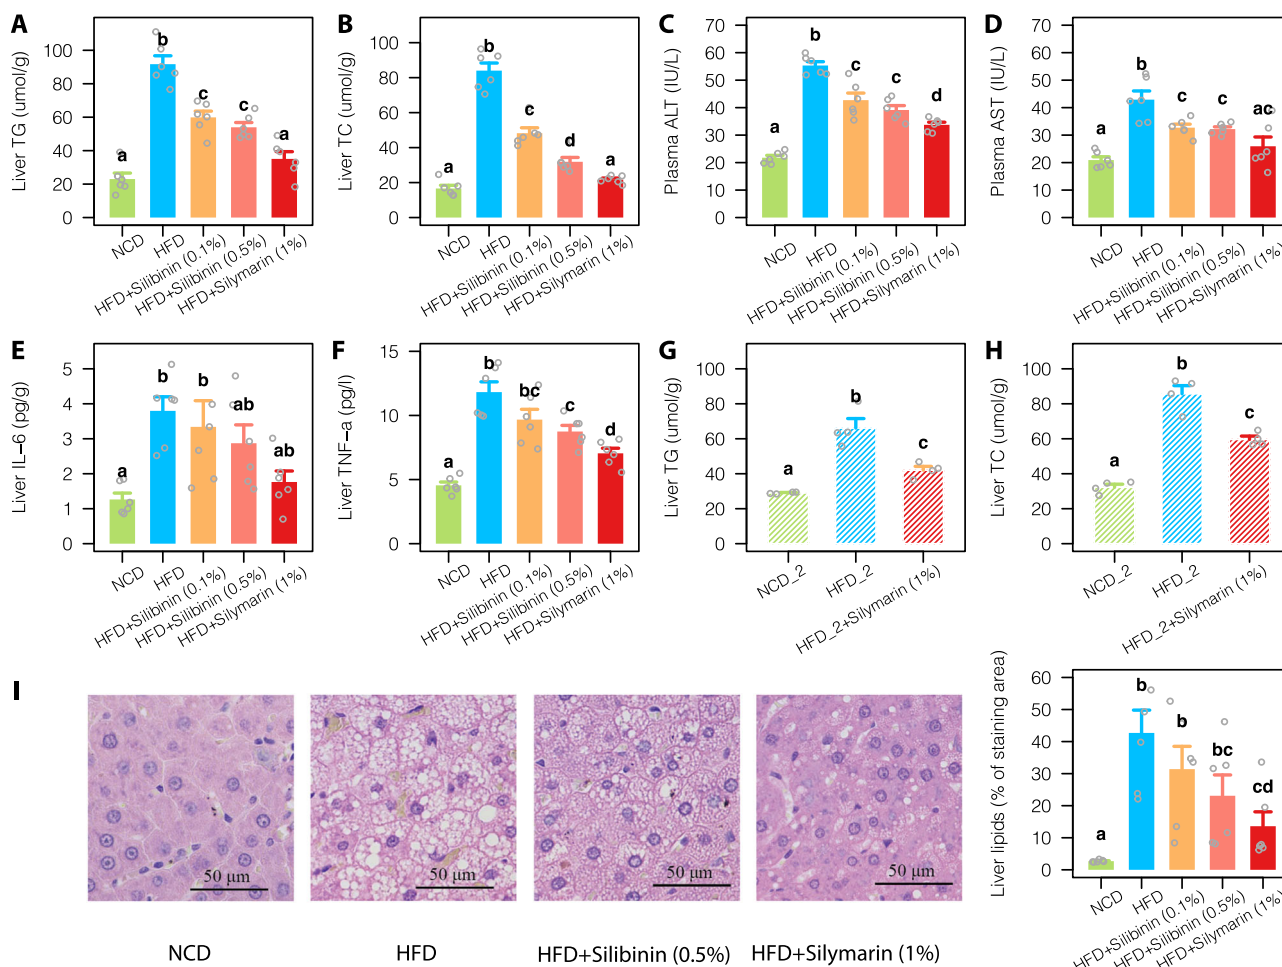 A
Liver TG (umol/g)
100
80
60
40
20
0
b
c
c
a
a
NCD
HFD
HFD+Silibinin (0.1%)
HFD+Silibinin (0.5%)
HFD+Silymarin (1%)
B
Liver TC (umol/g)
100
80
60
40
20
0
b
c
d
a
a
NCD
HFD
HFD+Silibinin (0.1%)
HFD+Silibinin (0.5%)
HFD+Silymarin (1%)
C
Plasma ALT (IU/L)
70
60
50
40
30
20
10
0
a
b
c
c
d
NCD
HFD
HFD+Silibinin (0.1%)
HFD+Silibinin (0.5%)
HFD+Silymarin (1%)
D
Plasma AST (IU/L)
70
60
50
40
30
20
10
0
a
b
c
c
ac
NCD
HFD
HFD+Silibinin (0.1%)
HFD+Silibinin (0.5%)
HFD+Silymarin (1%)
E
Liver IL−6 (pg/g)
5
4
3
2
1
0
a
b
b
ab
ab
NCD
HFD
HFD+Silibinin (0.1%)
HFD+Silibinin (0.5%)
HFD+Silymarin (1%)
F
Liver TNF−a (pg/l)
15
10
5
0
a
b
bc
c
d
NCD
HFD
HFD+Silibinin (0.1%)
HFD+Silibinin (0.5%)
HFD+Silymarin (1%)
G
Liver TG (umol/g)
100
80
60
40
20
0
a
b
c
NCD_2
HFD_2
HFD_2+Silymarin (1%)
H
Liver TC (umol/g)
100
80
60
40
20
0
a
b
c
NCD_2
HFD_2
HFD_2+Silymarin (1%)
I
50 µm
50 µm
50 µm
50 µm
NCD
HFD
HFD+Silibinin (0.5%)
HFD+Silymarin (1%)
Liver lipids (% of staining area)
60
50
40
30
20
10
0
a
b
b
bc
cd
NCD
HFD
HFD+Silibinin (0.1%)
HFD+Silibinin (0.5%)
HFD+Silymarin (1%)